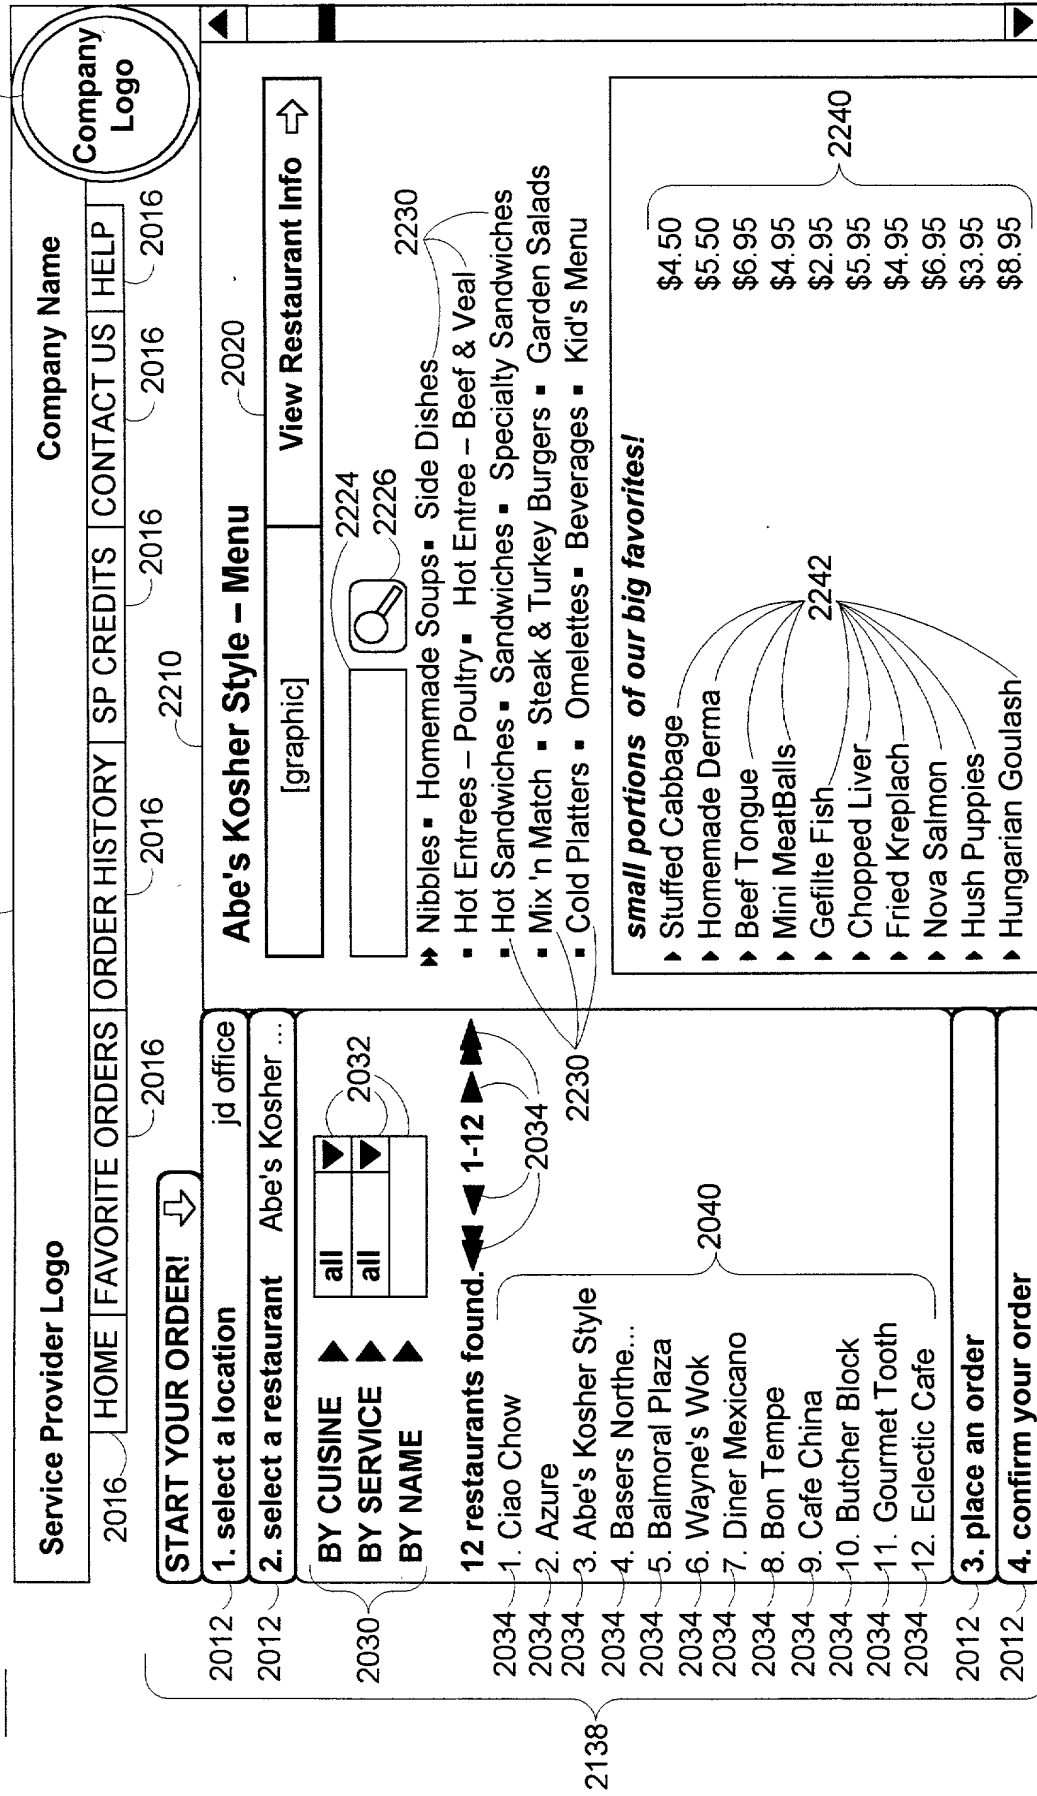 Service Provider Logo
Company Name
Company
Logo
HOME FAVORITE ORDERS ORDER HISTORY SP CREDITS CONTACT US HELP
2016 2016 2016 2016 2016 2016
START YOUR ORDER!
2210
2012 1. select a location jd office
2012 2. select a restaurant Abe's Kosher ...
2030
BY CUISINE all
BY SERVICE all
BY NAME
2032
12 restaurants found. 1-12
2034
2034 1. Ciao Chow
2034 2. Azure
2034 3. Abe's Kosher Style
2034 4. Basers Northe...
2034 5. Balmoral Plaza
2034 6. Wayne's Wok
2034 7. Diner Mexicano
2034 8. Bon Tempe
2034 9. Cafe China
2034 10. Butcher Block
2034 11. Gourmet Tooth
2034 12. Eclectic Cafe
2040
2012 3. place an order
2012 4. confirm your order
2138
Abe's Kosher Style – Menu
2020
[graphic] View Restaurant Info
2224
2226
2230
Nibbles ▪ Homemade Soups ▪ Side Dishes
▪ Hot Entrees – Poultry ▪ Hot Entree – Beef & Veal
▪ Hot Sandwiches ▪ Sandwiches ▪ Specialty Sandwiches
▪ Mix 'n Match ▪ Steak & Turkey Burgers ▪ Garden Salads
▪ Cold Platters ▪ Omelettes ▪ Beverages ▪ Kid's Menu
2230
small portions of our big favorites!
Stuffed Cabbage $4.50
Homemade Derma $5.50
Beef Tongue $6.95
Mini MeatBalls $4.95
Gefilte Fish $2.95
Chopped Liver $5.95
Fried Kreplach $4.95
Nova Salmon $6.95
Hush Puppies $3.95
Hungarian Goulash $8.95
2242
2240